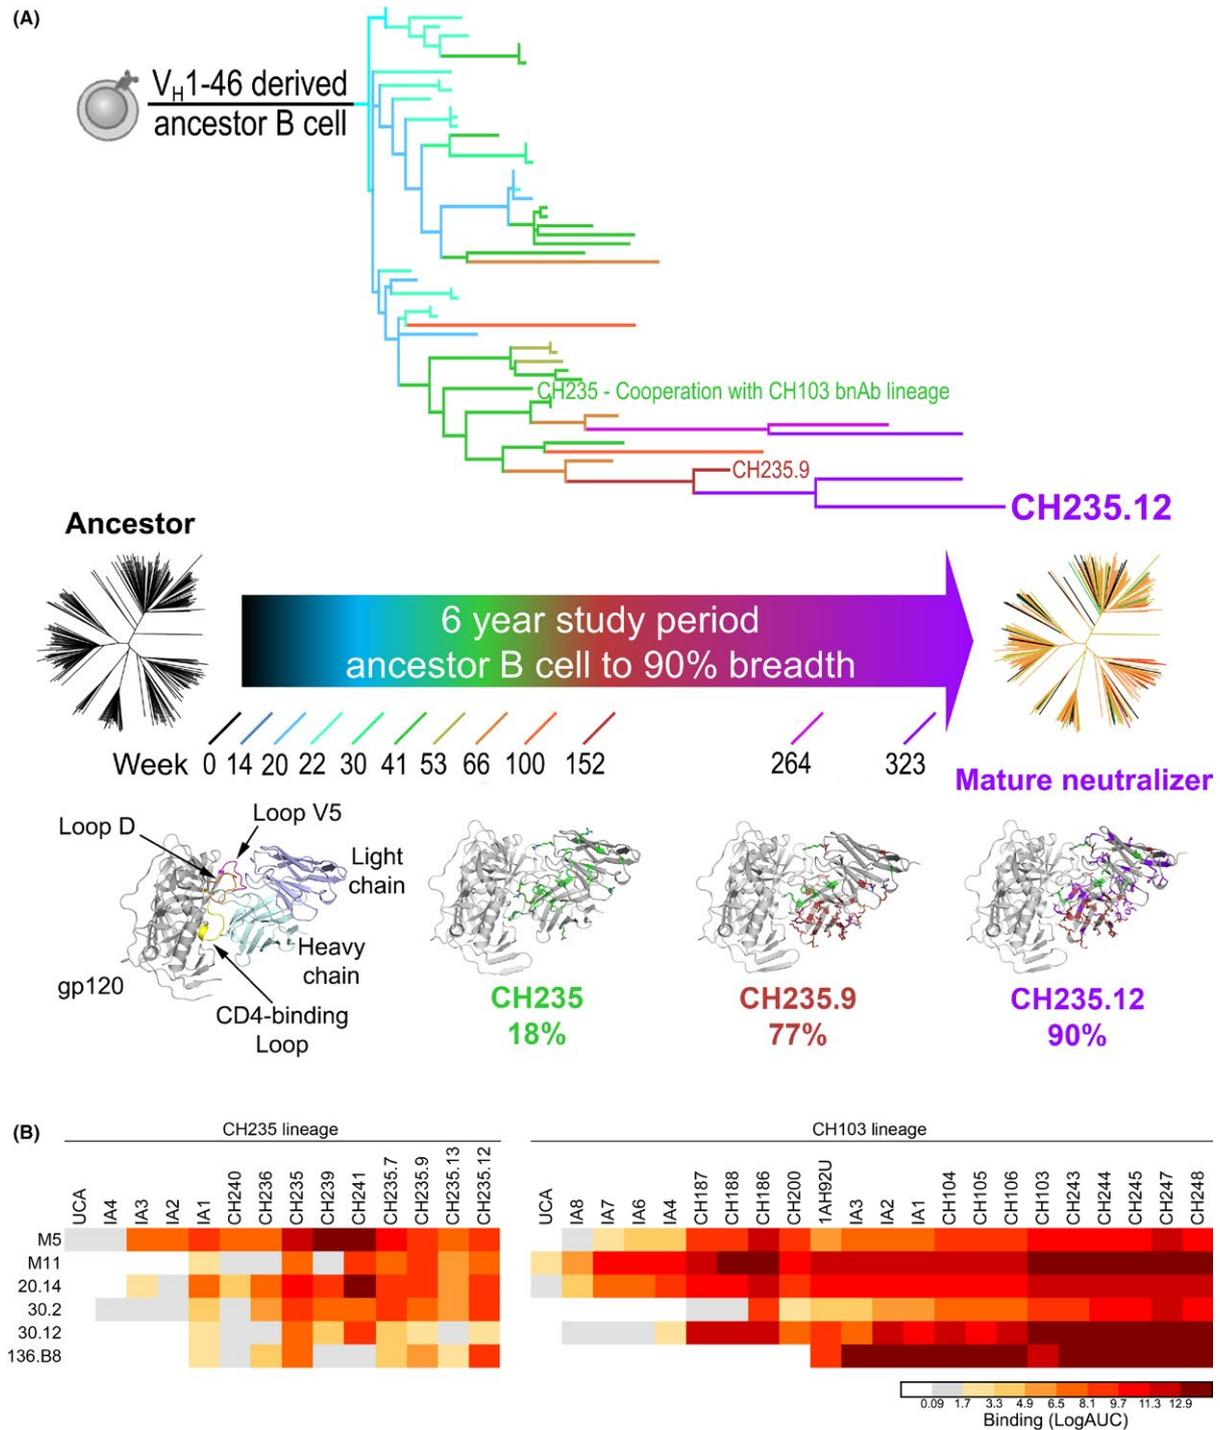 (A)
V_H1-46 derived
ancestor B cell
CH235 - Cooperation with CH103 bnAb lineage
CH235.9
CH235.12
Ancestor
6 year study period
ancestor B cell to 90% breadth
Week 0 14 20 22 30 41 53 66 100 152 264 323
Mature neutralizer
Loop D
Loop V5
Light
chain
Heavy
chain
gp120
CD4-binding
Loop
CH235
18%
CH235.9
77%
CH235.12
90%
(B)
CH235 lineage
CH103 lineage
UCA IA4 IA3 IA2 IA1 CH240 CH236 CH235 CH239 CH241 CH235.7 CH235.9 CH235.13 CH235.12
UCA IA8 IA7 IA6 IA4 CH187 CH188 CH186 CH200 1AH92U IA3 IA2 IA1 CH104 CH105 CH106 CH103 CH243 CH244 CH245 CH247 CH248
M5
M11
20.14
30.2
30.12
136.B8
0.09 1.7 3.3 4.9 6.5 8.1 9.7 11.3 12.9
Binding (LogAUC)